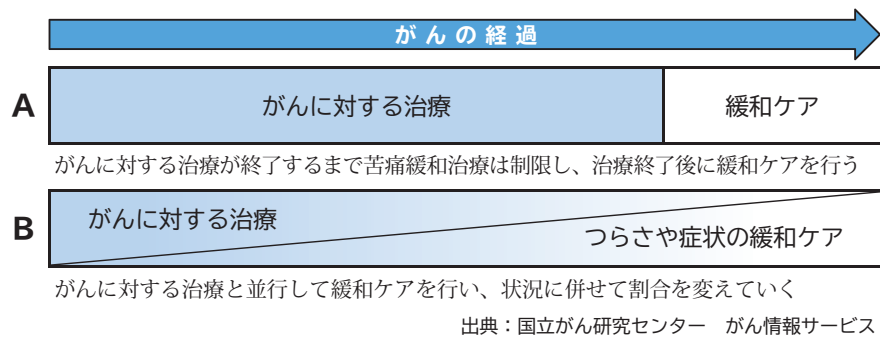 がんの経過
A
がんに対する治療
緩和ケア
がんに対する治療が終了するまで苦痛緩和治療は制限し、治療終了後に緩和ケアを行う
B
がんに対する治療
つらさや症状の緩和ケア
がんに対する治療と並行して緩和ケアを行い、状況に併せて割合を変えていく
出典：国立がん研究センター　がん情報サービス